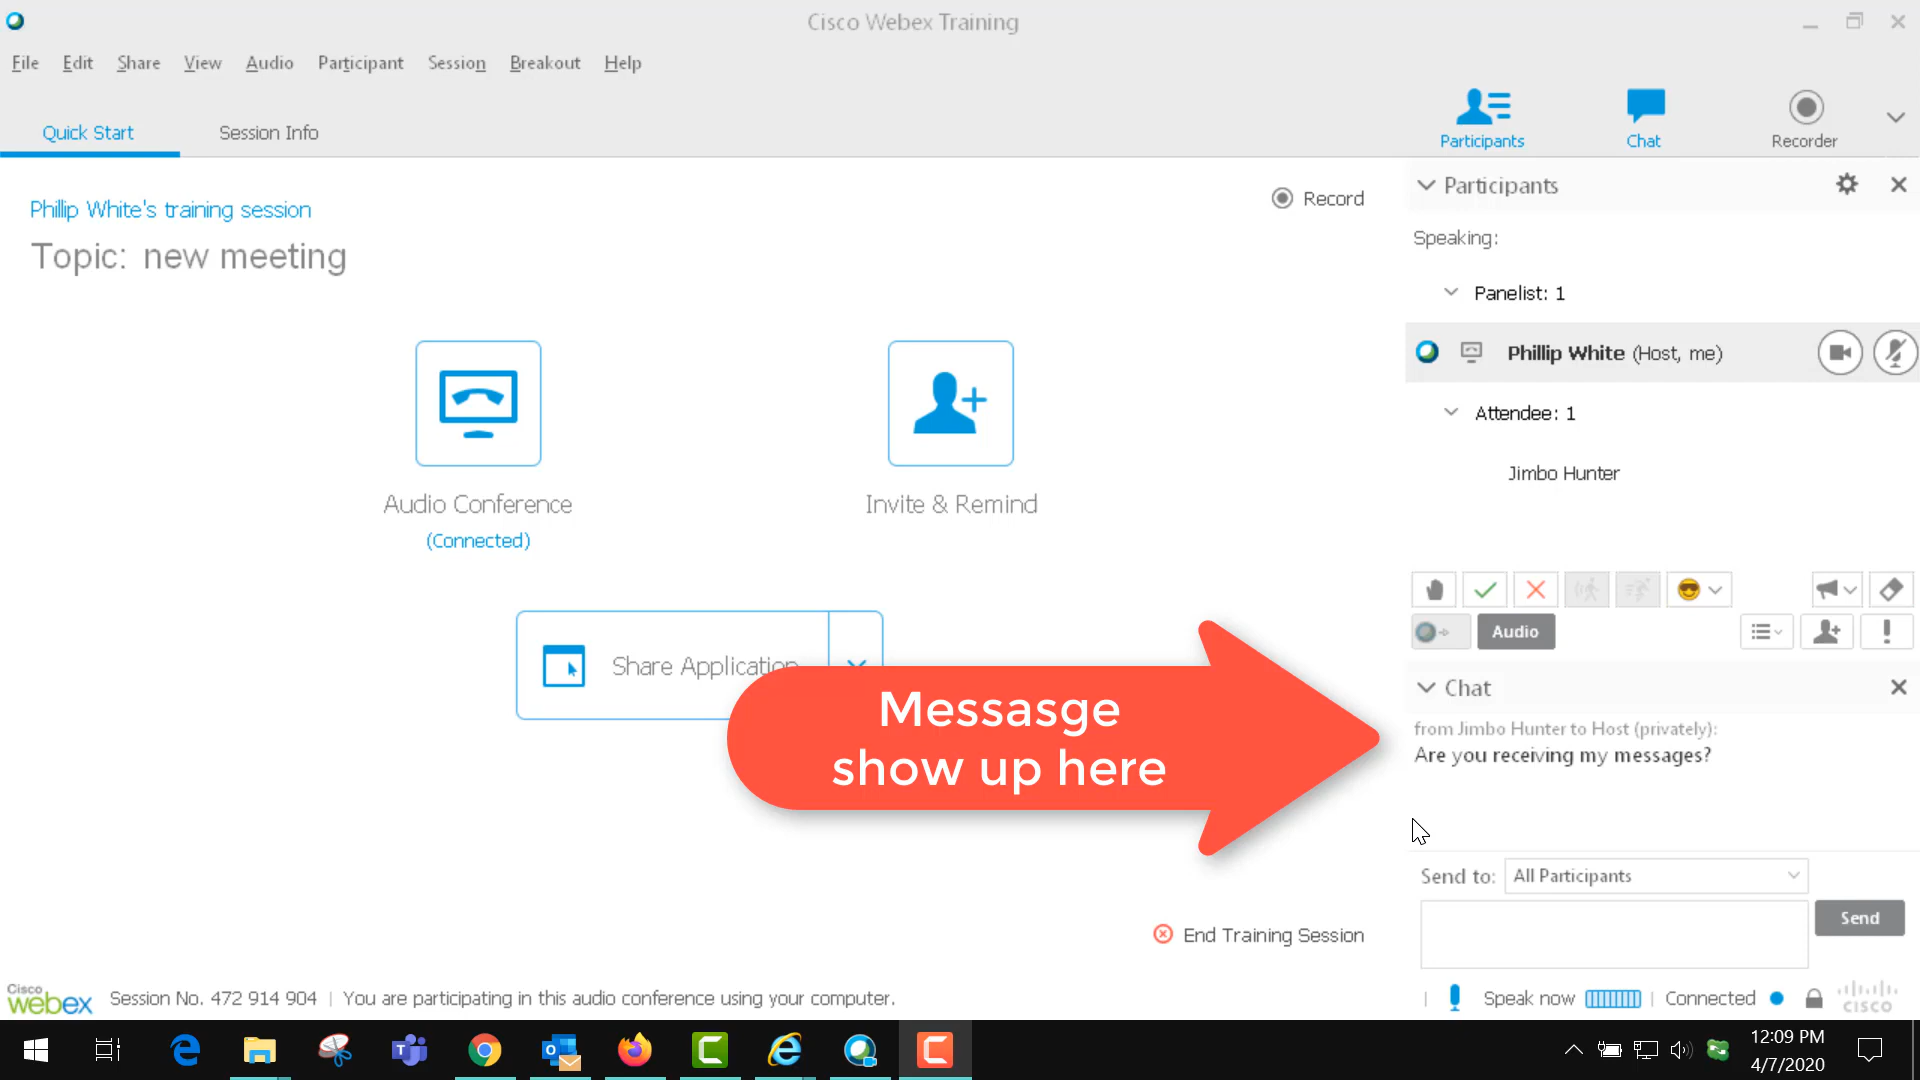 Cisco Webex Training
File Edit Share View Audio Participant Session Breakout Help
Quick Start Session Info
Participants Chat Recorder
Phillip White's training session
Record
Topic: new meeting
Participants
Speaking:
Panelist: 1
Phillip White (Host, me)
Attendee: 1
Jimbo Hunter
Audio Conference
(Connected)
Invite & Remind
Share Application
Audio
Messasge
show up here
Chat
from Jimbo Hunter to Host (privately):
Are you receiving my messages?
Send to: All Participants
Send
End Training Session
Cisco
webex
Session No. 472 914 904 | You are participating in this audio conference using your computer.
Speak now | Connected
CISCO
12:09 PM
4/7/2020